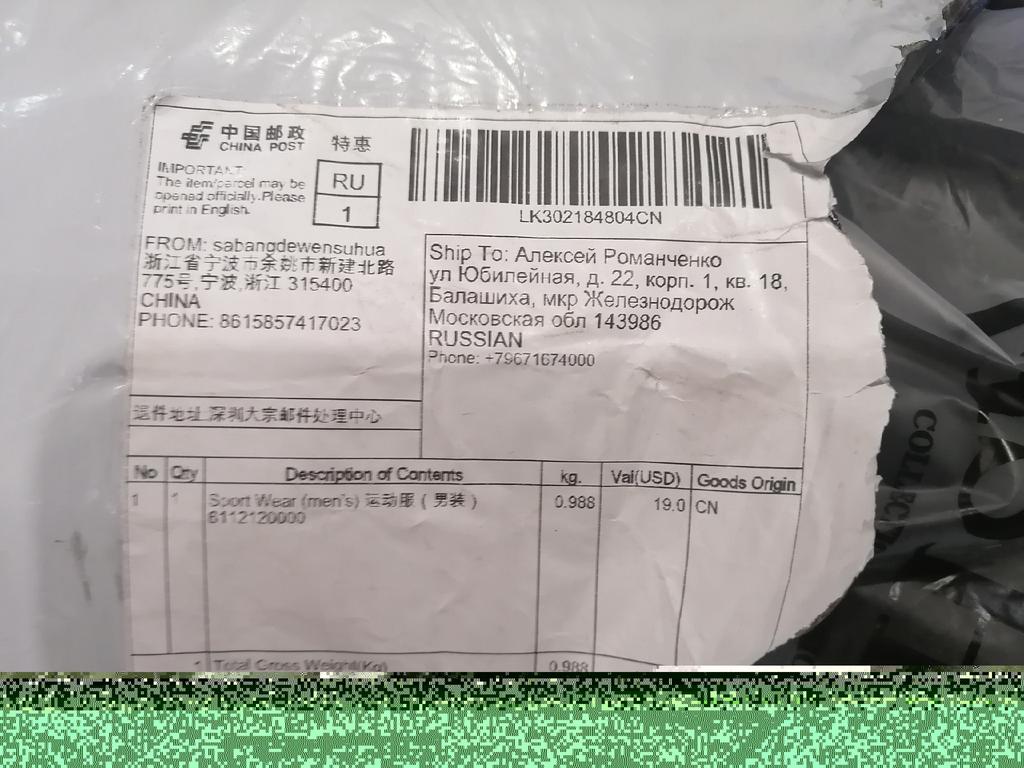 中国邮政
CHINA POST
特惠
IMPORTANT:
The item/parcel may be
opened officially.Please
print in English.
RU
1
LK302184804CN
FROM: sabangdewensuhua
浙江省宁波市余姚市新建北路
775号,宁波,浙江 315400
CHINA
PHONE: 8615857417023
Ship To: Алексей Романченко
ул Юбилейная, д. 22, корп. 1, кв. 18,
Балашиха, мкр Железнодорож
Московская обл 143986
RUSSIAN
Phone: +79671674000
退件地址 深圳大宗邮件处理中心
No Qty Description of Contents kg. Val(USD) Goods Origin
1 1 Sport Wear (men's) 运动服 ( 男装 ) 0.988 19.0 CN
6112120000
1 Total Gross Weight(Kg) 0.988